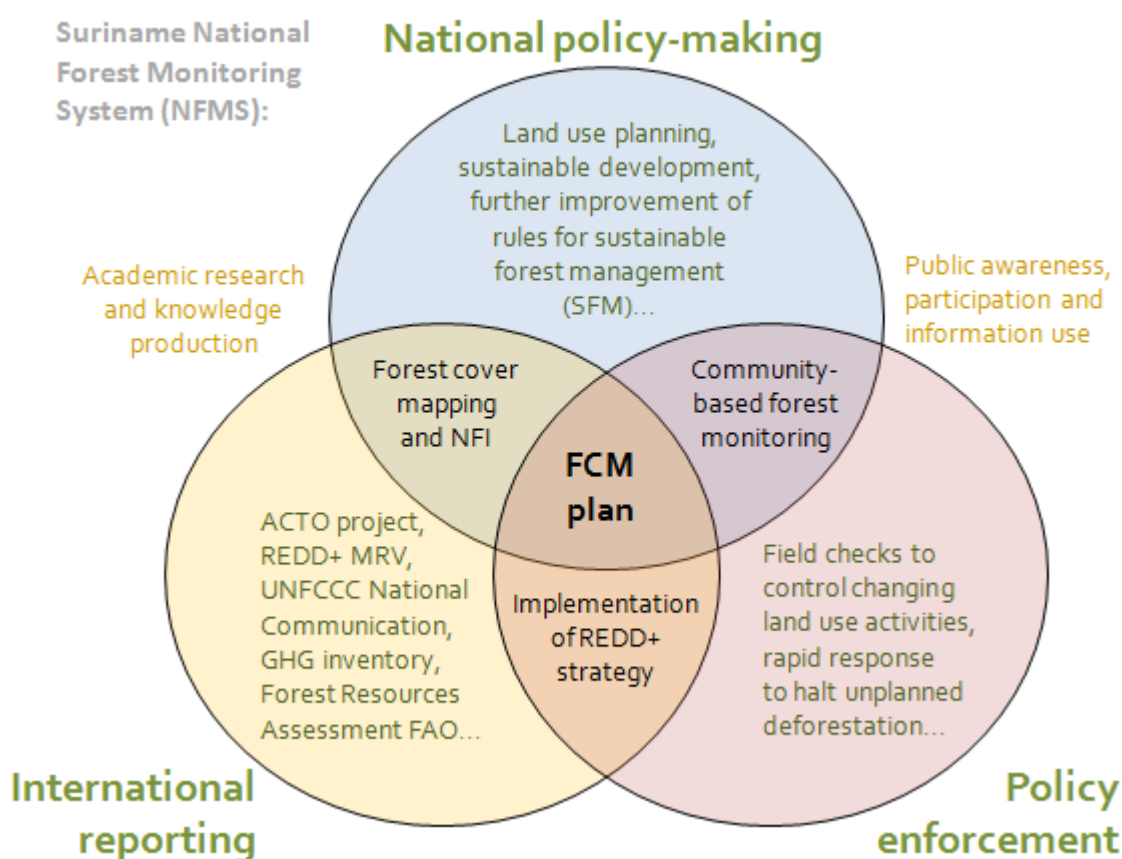 Suriname National
Forest Monitoring
System (NFMS):
National policy-making
Land use planning,
sustainable development,
further improvement of
rules for sustainable
forest management
(SFM)...
Academic research
and knowledge
production
Public awareness,
participation and
information use
Forest cover
mapping
and NFI
Community-
based forest
monitoring
FCM
plan
ACTO project,
REDD+ MRV,
UNFCCC National
Communication,
GHG inventory,
Forest Resources
Assessment FAO...
Implementation
of REDD+
strategy
Field checks to
control changing
land use activities,
rapid response
to halt unplanned
deforestation...
International
reporting
Policy
enforcement